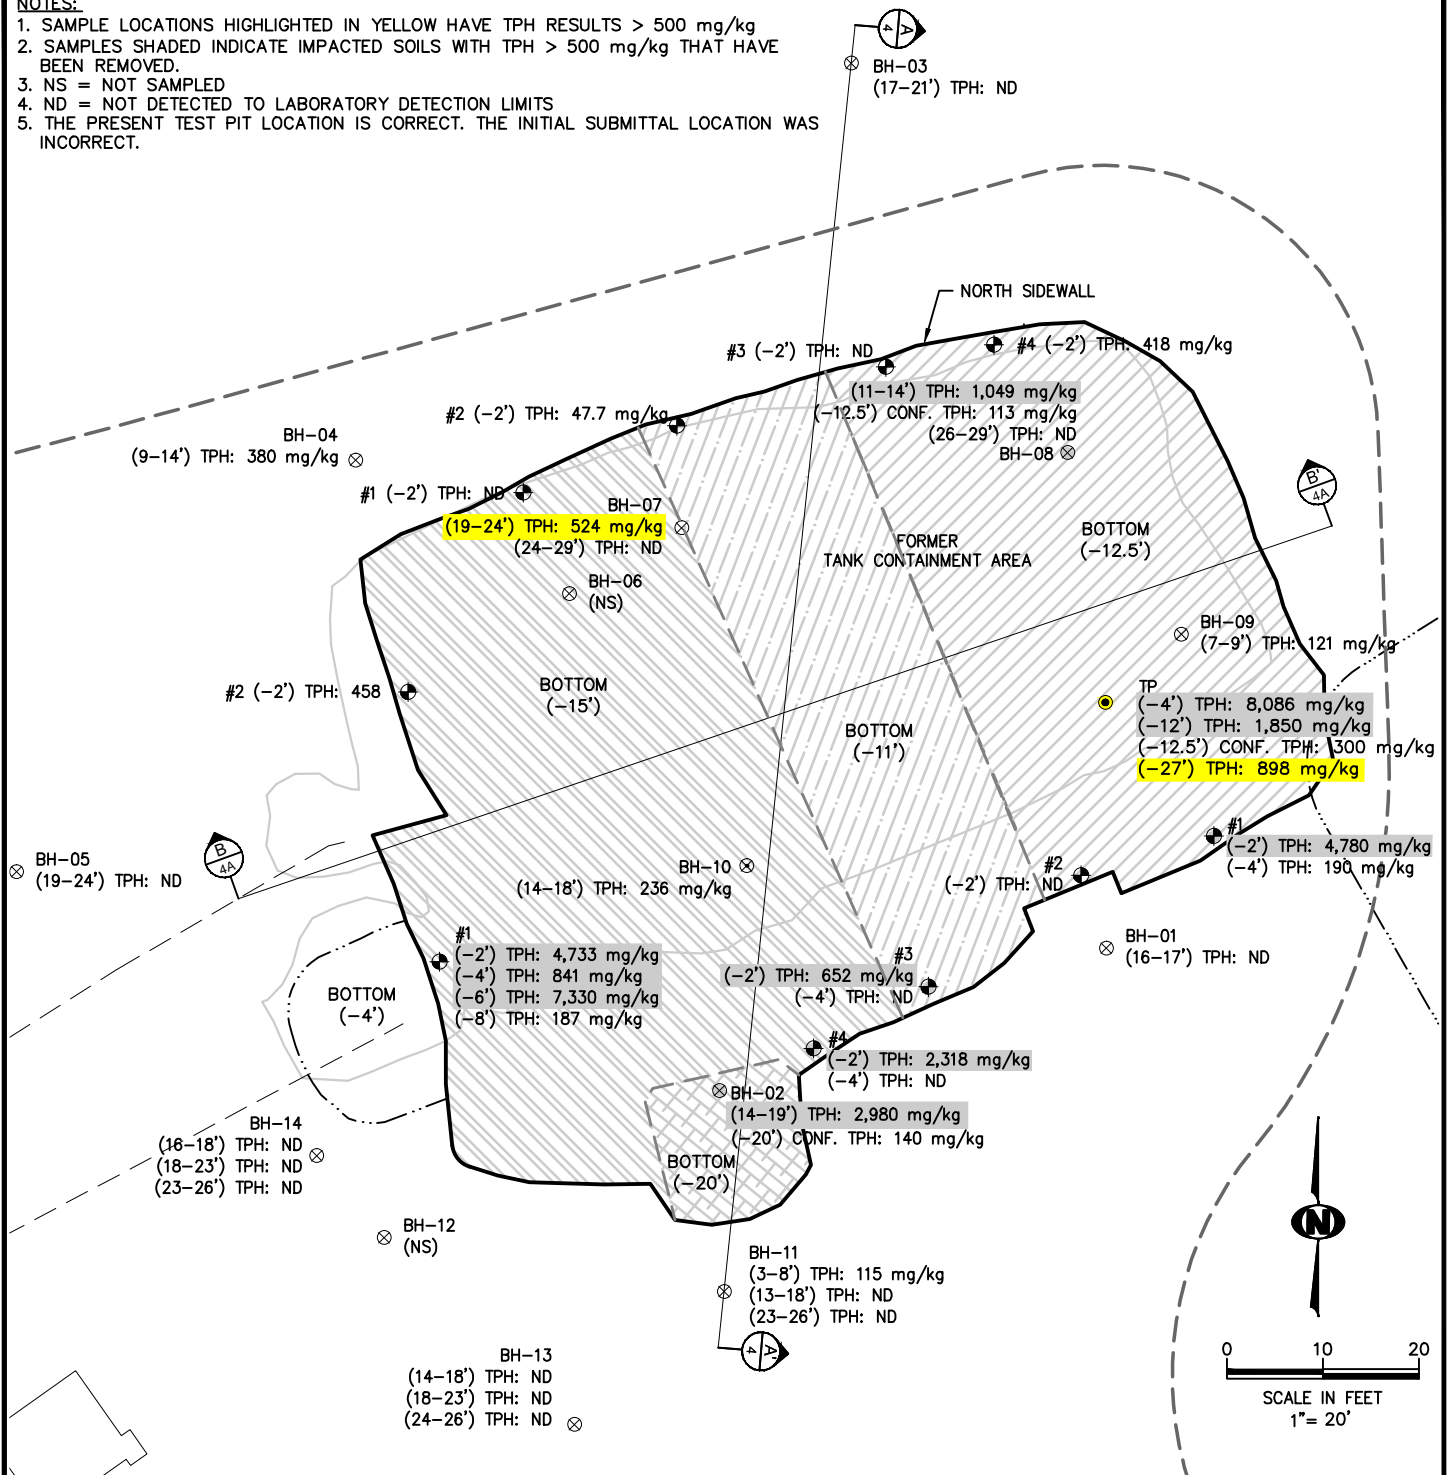 NOTES:
1. SAMPLE LOCATIONS HIGHLIGHTED IN YELLOW HAVE TPH RESULTS > 500 mg/kg
2. SAMPLES SHADED INDICATE IMPACTED SOILS WITH TPH > 500 mg/kg THAT HAVE
BEEN REMOVED.
3. NS = NOT SAMPLED
4. ND = NOT DETECTED TO LABORATORY DETECTION LIMITS
5. THE PRESENT TEST PIT LOCATION IS CORRECT. THE INITIAL SUBMITTAL LOCATION WAS
INCORRECT.
A
4
BH-03
(17-21') TPH: ND
NORTH SIDEWALL
#3 (-2') TPH: ND
#4 (-2') TPH: 418 mg/kg
(11-14') TPH: 1,049 mg/kg
(-12.5') CONF. TPH: 113 mg/kg
(26-29') TPH: ND
BH-08
#2 (-2') TPH: 47.7 mg/kg
BH-04
(9-14') TPH: 380 mg/kg
#1 (-2') TPH: ND
BH-07
(19-24') TPH: 524 mg/kg
(24-29') TPH: ND
B'
4A
BOTTOM
(-12.5')
FORMER
TANK CONTAINMENT AREA
BH-06
(NS)
BH-09
(7-9') TPH: 121 mg/kg
#2 (-2') TPH: 458
BOTTOM
(-15')
BOTTOM
(-11')
TP
(-4') TPH: 8,086 mg/kg
(-12') TPH: 1,850 mg/kg
(-12.5') CONF. TPH: 300 mg/kg
(-27') TPH: 898 mg/kg
#1
(-2') TPH: 4,780 mg/kg
(-4') TPH: 190 mg/kg
#2
(-2') TPH: ND
B
4A
BH-05
(19-24') TPH: ND
BH-10
(14-18') TPH: 236 mg/kg
BH-01
(16-17') TPH: ND
#1
(-2') TPH: 4,733 mg/kg
(-4') TPH: 841 mg/kg
(-6') TPH: 7,330 mg/kg
(-8') TPH: 187 mg/kg
BOTTOM
(-4')
#3
(-2') TPH: 652 mg/kg
(-4') TPH: ND
#4
(-2') TPH: 2,318 mg/kg
(-4') TPH: ND
BH-02
(14-19') TPH: 2,980 mg/kg
(-20') CONF. TPH: 140 mg/kg
BOTTOM
(-20')
BH-14
(16-18') TPH: ND
(18-23') TPH: ND
(23-26') TPH: ND
BH-12
(NS)
BH-11
(3-8') TPH: 115 mg/kg
(13-18') TPH: ND
(23-26') TPH: ND
A'
4
BH-13
(14-18') TPH: ND
(18-23') TPH: ND
(24-26') TPH: ND
N
0 10 20
SCALE IN FEET
1"= 20'